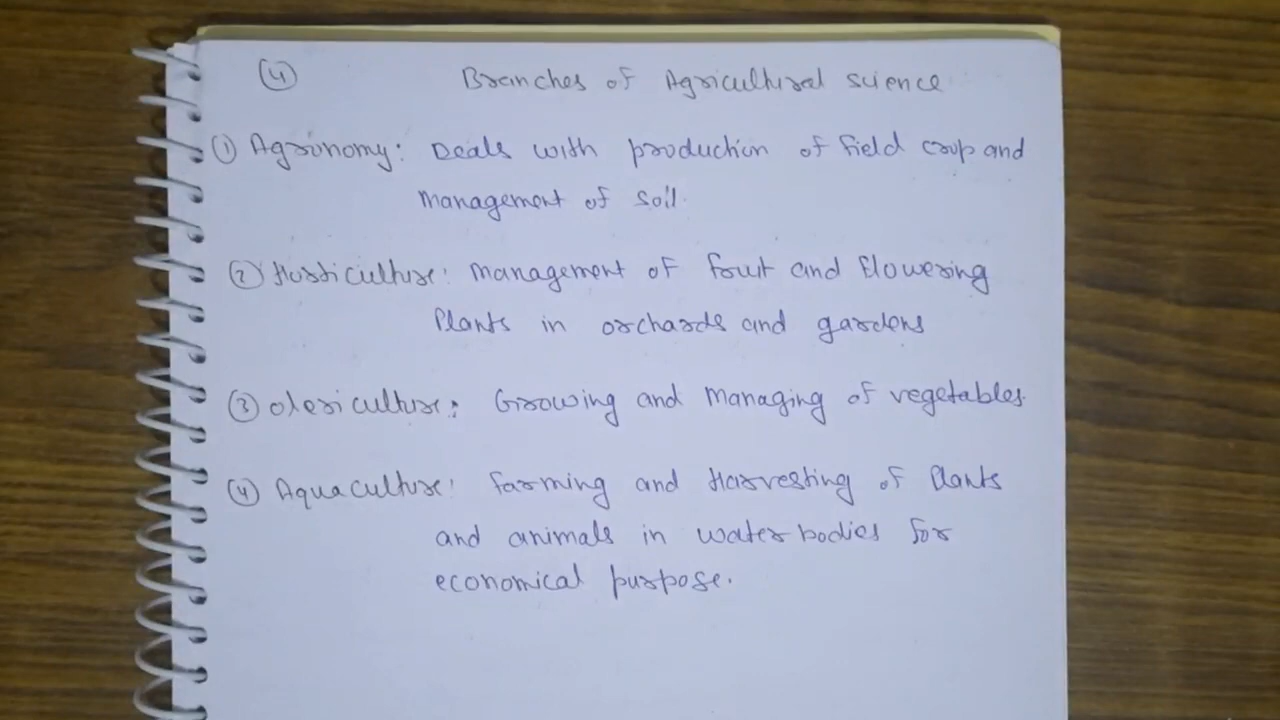 (4) Branches of Agricultural science
(1) Agronomy: Deals with production of field crop and
management of soil.
(2) Horticulture: management of fruit and flowering
Plants in orchards and gardens
(3) olericulture: Growing and managing of vegetables.
(4) Aquaculture: farming and Harvesting of Plants
and animals in water bodies for
economical purpose.